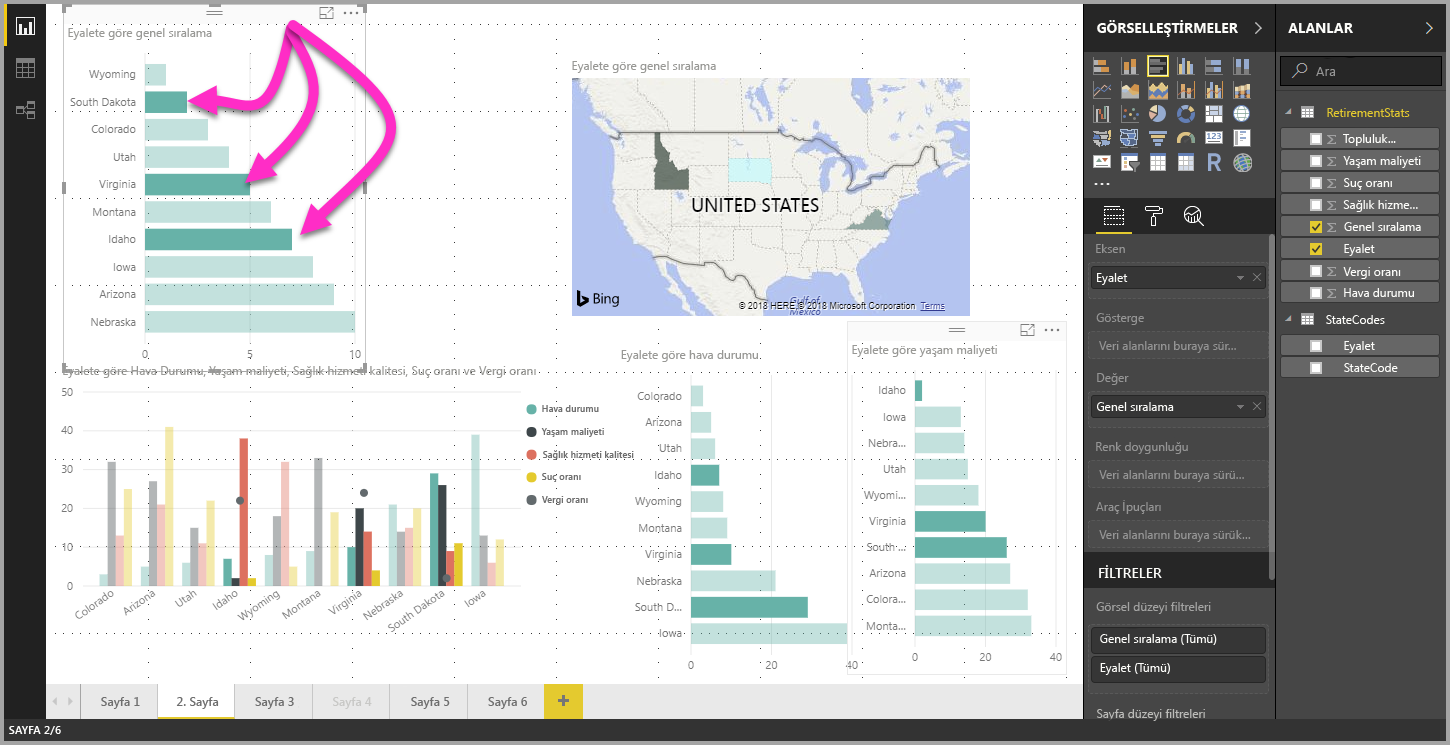 Eyalete göre genel sıralama
Wyoming
South Dakota
Colorado
Utah
Virginia
Montana
Idaho
Iowa
Arizona
Nebraska
0 5 10
Eyalete göre genel sıralama
UNITED STATES
Gulf of
Mexico
Bing
© 2018 HERE © 2018 Microsoft Corporation Terms
Eyalete göre Hava Durumu, Yaşam maliyeti, Sağlık hizmeti kalitesi, Suç oranı ve Vergi oranı
50
40
30
20
10
0
Colorado
Arizona
Utah
Idaho
Wyoming
Montana
Virginia
Nebraska
South Dakota
Iowa
Hava durumu
Yaşam maliyeti
Sağlık hizmeti kalitesi
Suç oranı
Vergi oranı
Eyalete göre hava durumu
Colorado
Arizona
Utah
Idaho
Wyoming
Montana
Virginia
Nebraska
South D...
Iowa
0 20 40
Eyalete göre yaşam maliyeti
Idaho
Iowa
Nebra...
Utah
Wyomi...
Virginia
South ...
Arizona
Colora...
Monta...
0 20 40
Sayfa 1
2. Sayfa
Sayfa 3
Sayfa 4
Sayfa 5
Sayfa 6
+
SAYFA 2/6
GÖRSELLEŞTİRMELER
123
R
Eksen
Eyalet
Gösterge
Veri alanlarını buraya sür...
Değer
Genel sıralama
Renk doygunluğu
Veri alanlarını buraya sürü...
Araç İpuçları
Veri alanlarını buraya sürük...
FİLTRELER
Görsel düzeyi filtreleri
Genel sıralama (Tümü)
Eyalet (Tümü)
Sayfa düzeyi filtreleri
ALANLAR
Ara
RetirementStats
Topluluk...
Yaşam maliyeti
Suç oranı
Sağlık hizme...
Genel sıralama
Eyalet
Vergi oranı
Hava durumu
StateCodes
Eyalet
StateCode